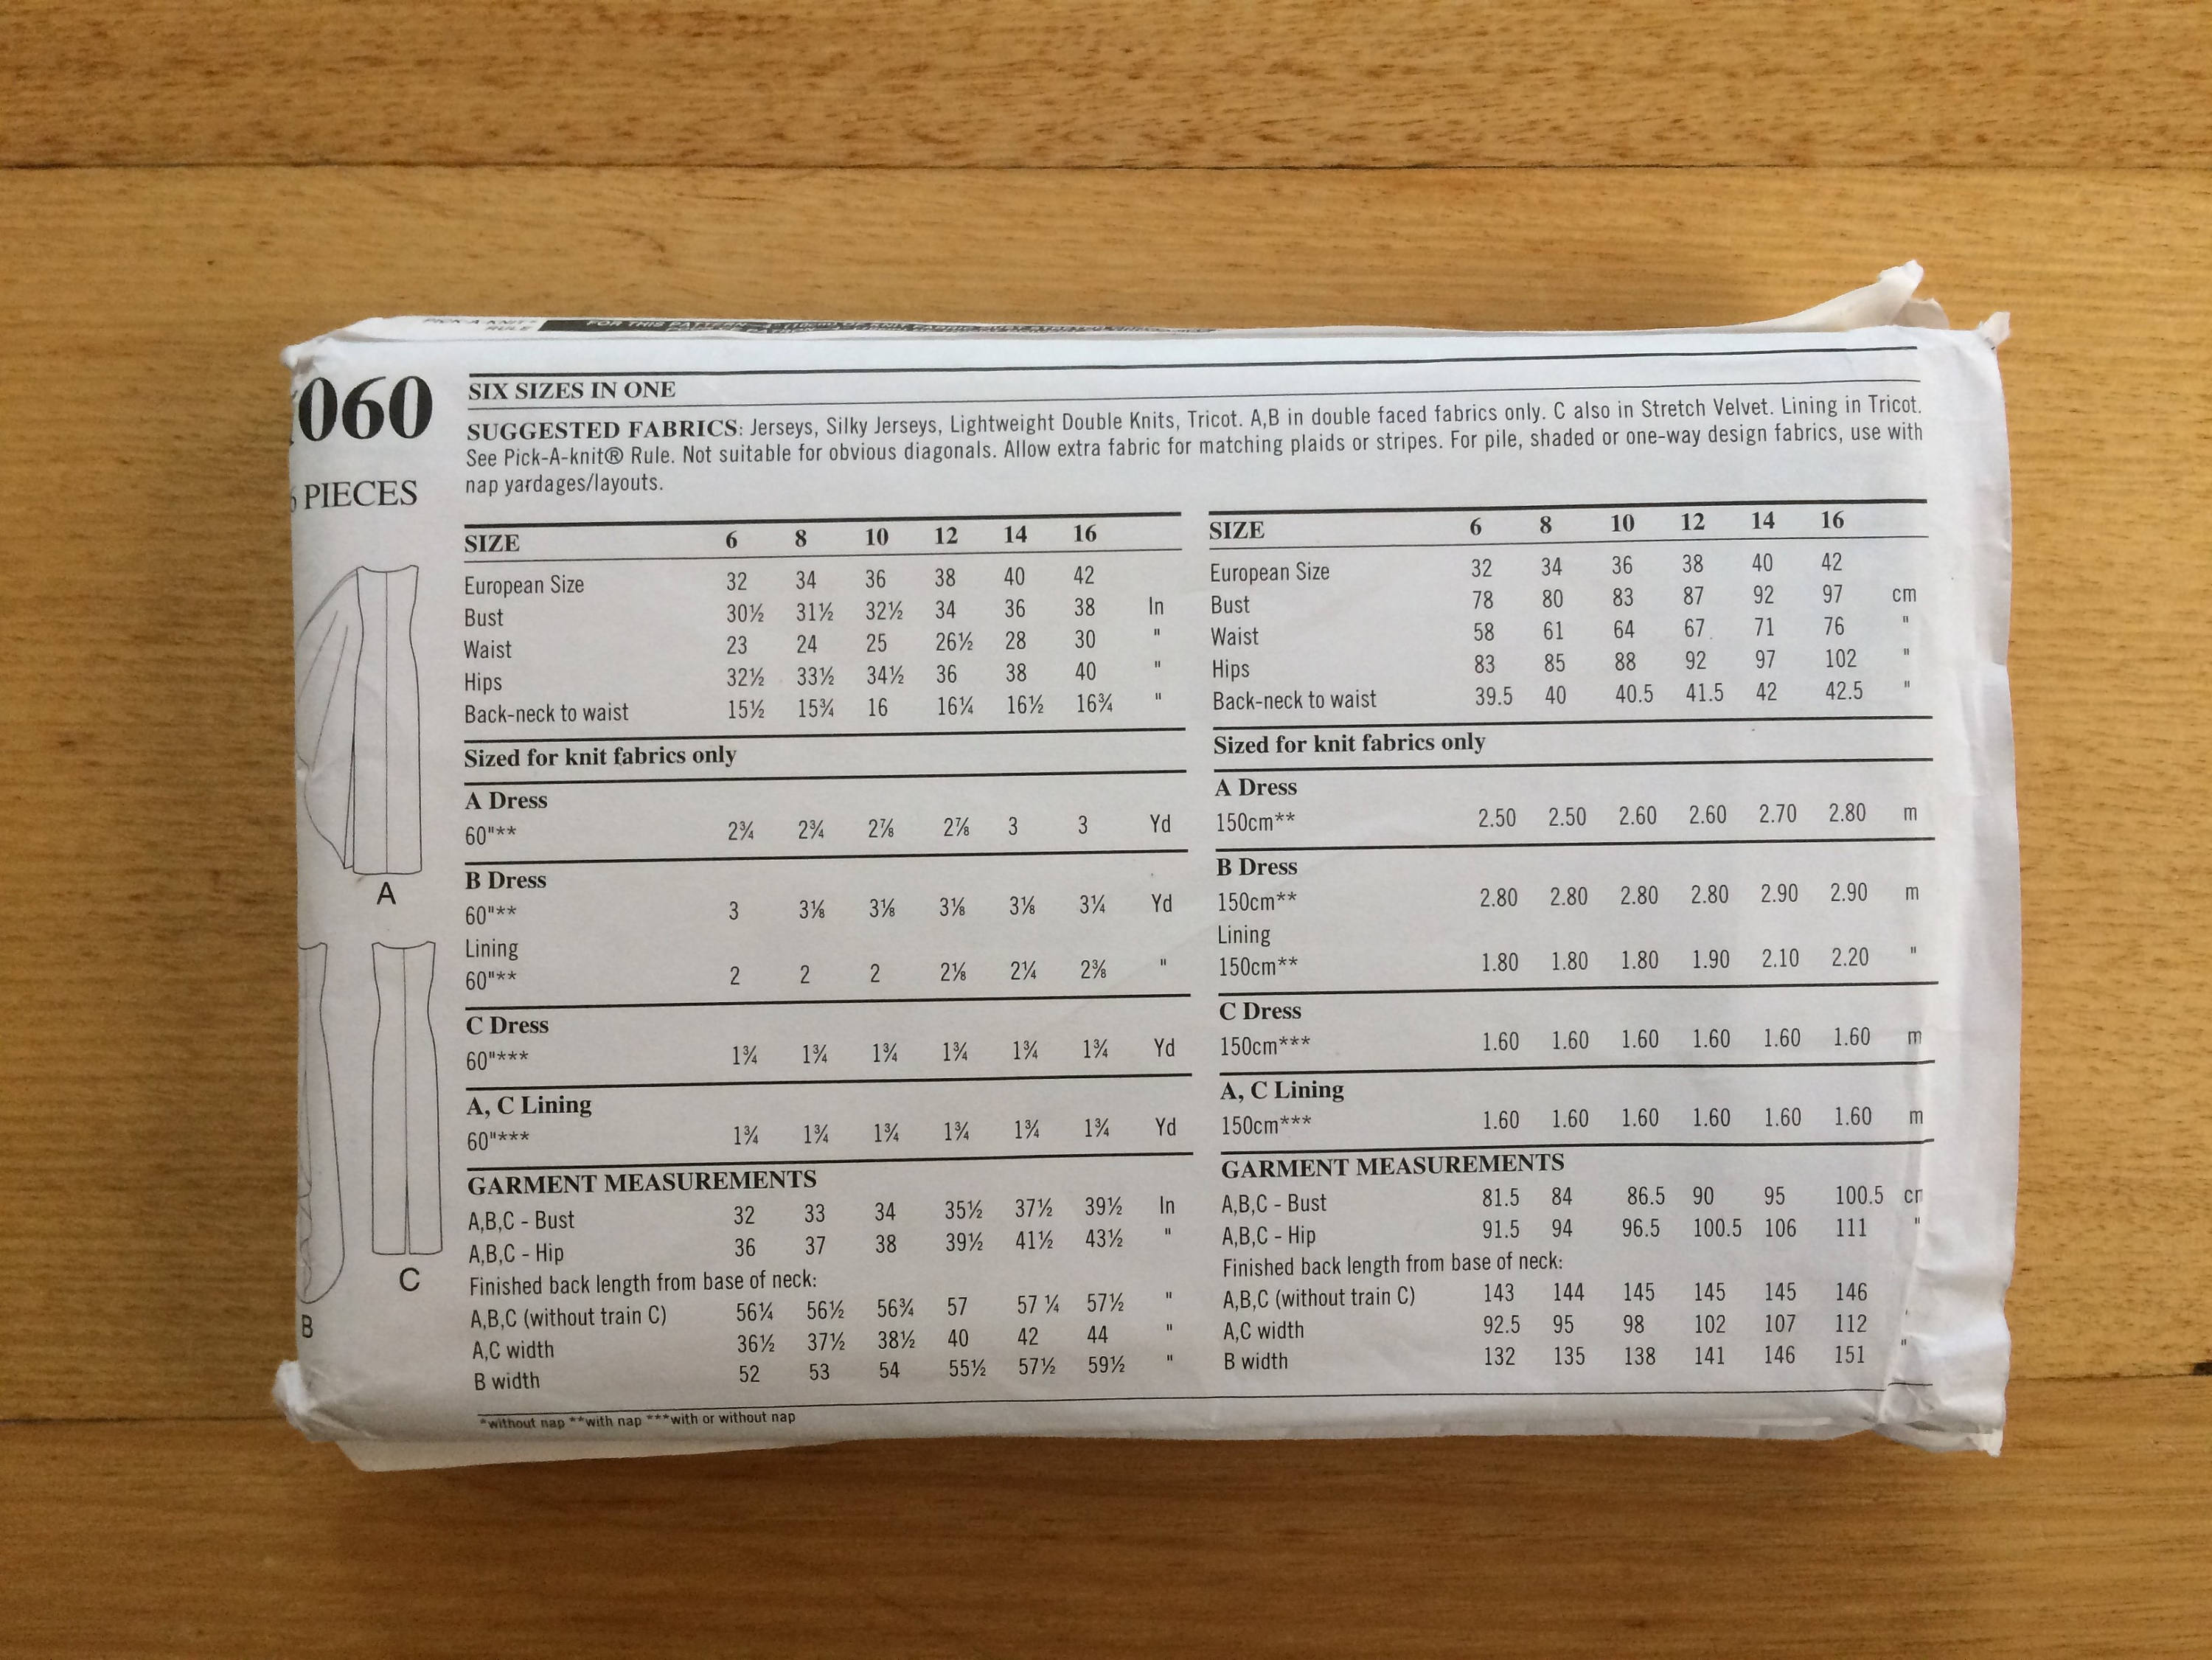 PICK-A-KNIT®
RULE
FOR THIS PATTERN
060
PIECES
A
B
C
SIX SIZES IN ONE
SUGGESTED FABRICS: Jerseys, Silky Jerseys, Lightweight Double Knits, Tricot. A,B in double faced fabrics only. C also in Stretch Velvet. Lining in Tricot.
See Pick-A-knit® Rule. Not suitable for obvious diagonals. Allow extra fabric for matching plaids or stripes. For pile, shaded or one-way design fabrics, use with
nap yardages/layouts.
SIZE 6 8 10 12 14 16
European Size 32 34 36 38 40 42
Bust 30½ 31½ 32½ 34 36 38 In
Waist 23 24 25 26½ 28 30 "
Hips 32½ 33½ 34½ 36 38 40 "
Back-neck to waist 15½ 15¾ 16 16¼ 16½ 16¾ "
Sized for knit fabrics only
A Dress
60"** 2¾ 2¾ 2⅞ 2⅞ 3 3 Yd
B Dress
60"** 3 3⅛ 3⅛ 3⅛ 3⅛ 3¼ Yd
Lining
60"** 2 2 2 2⅛ 2¼ 2⅜ "
C Dress
60"*** 1¾ 1¾ 1¾ 1¾ 1¾ 1¾ Yd
A, C Lining
60"*** 1¾ 1¾ 1¾ 1¾ 1¾ 1¾ Yd
GARMENT MEASUREMENTS
A,B,C - Bust 32 33 34 35½ 37½ 39½ In
A,B,C - Hip 36 37 38 39½ 41½ 43½ "
Finished back length from base of neck:
A,B,C (without train C) 56¼ 56½ 56¾ 57 57 ¼ 57½ "
A,C width 36½ 37½ 38½ 40 42 44 "
B width 52 53 54 55½ 57½ 59½ "
*without nap **with nap ***with or without nap
SIZE 6 8 10 12 14 16
European Size 32 34 36 38 40 42
Bust 78 80 83 87 92 97 cm
Waist 58 61 64 67 71 76 "
Hips 83 85 88 92 97 102 "
Back-neck to waist 39.5 40 40.5 41.5 42 42.5 "
Sized for knit fabrics only
A Dress
150cm** 2.50 2.50 2.60 2.60 2.70 2.80 m
B Dress
150cm** 2.80 2.80 2.80 2.80 2.90 2.90 m
Lining
150cm** 1.80 1.80 1.80 1.90 2.10 2.20 "
C Dress
150cm*** 1.60 1.60 1.60 1.60 1.60 1.60 m
A, C Lining
150cm*** 1.60 1.60 1.60 1.60 1.60 1.60 m
GARMENT MEASUREMENTS
A,B,C - Bust 81.5 84 86.5 90 95 100.5
A,B,C - Hip 91.5 94 96.5 100.5 106 111 "
Finished back length from base of neck:
A,B,C (without train C) 143 144 145 145 145 146
A,C width 92.5 95 98 102 107 112
B width 132 135 138 141 146 151 "